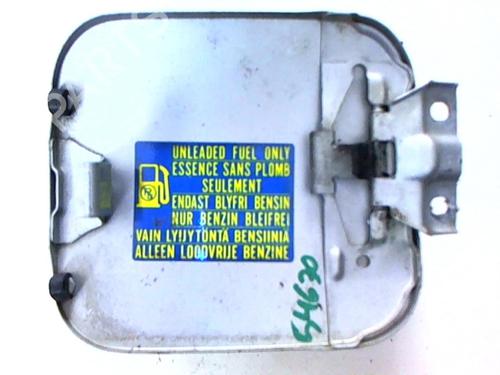 UNLEADED FUEL ONLY
ESSENCE SANS PLOMB
SEULEMENT
ENDAST BLYFRI BENSIN
NUR BENZIN BLEIFREI
VAIN LYIJYTÖNTÄ BENSIINIA
ALLEEN LOODVRIJE BENZINE